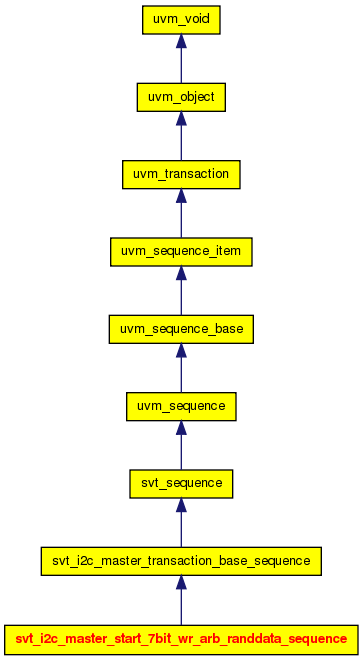 uvm_void
uvm_object
uvm_transaction
uvm_sequence_item
uvm_sequence_base
uvm_sequence
svt_sequence
svt_i2c_master_transaction_base_sequence
svt_i2c_master_start_7bit_wr_arb_randdata_sequence